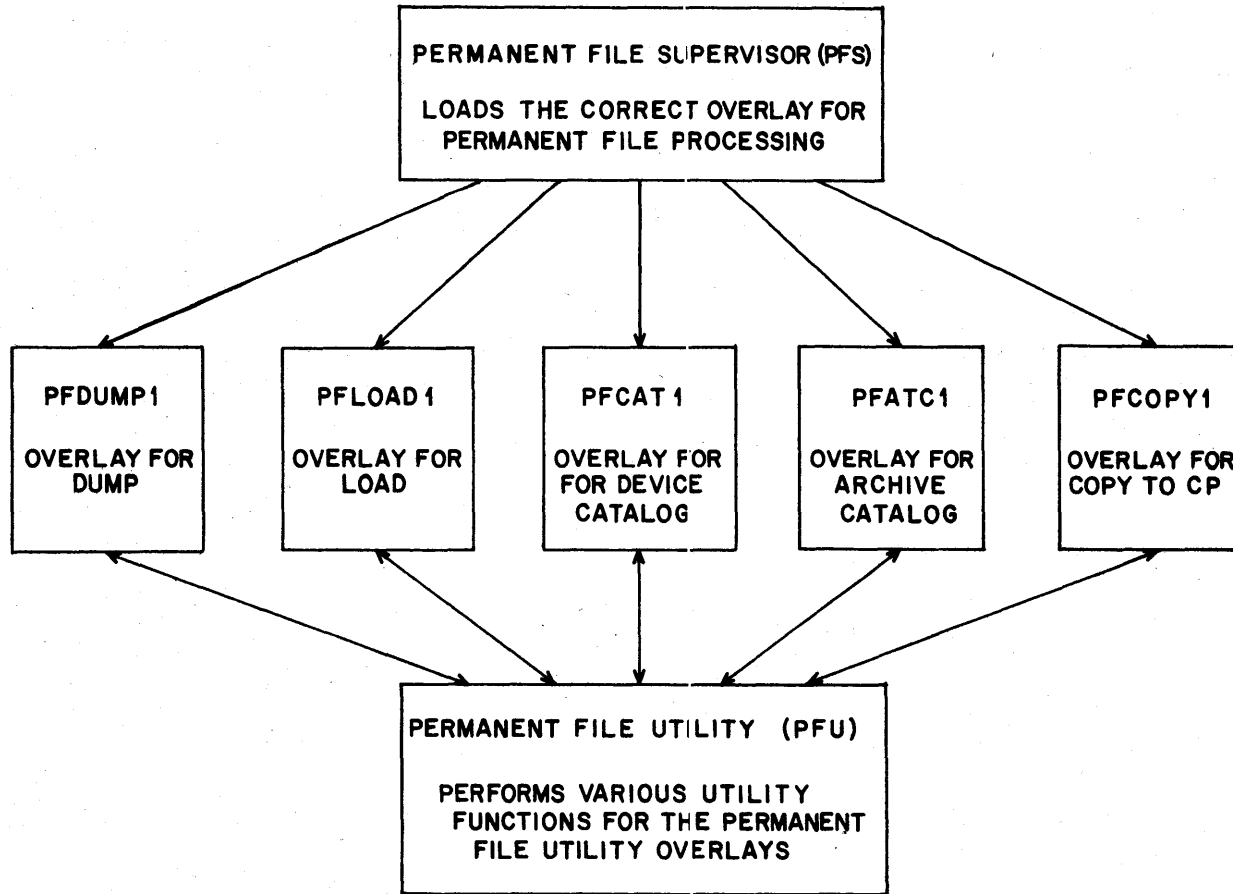 PERMANENT FILE SUPERVISOR (PFS)
LOADS THE CORRECT OVERLAY FOR
PERMANENT FILE PROCESSING
PFDUMP1
OVERLAY FOR
DUMP
PFLOAD1
OVERLAY FOR
LOAD
PFCAT1
OVERLAY FOR
FOR DEVICE
CATALOG
PFATC1
OVERLAY FOR
ARCHIVE
CATALOG
PFCOPY1
OVERLAY FOR
COPY TO CP
PERMANENT FILE UTILITY (PFU)
PERFORMS VARIOUS UTILITY
FUNCTIONS FOR THE PERMANENT
FILE UTILITY OVERLAYS